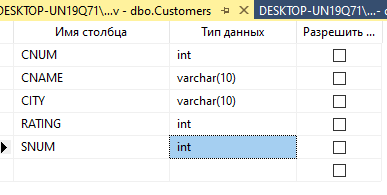 DESKTOP-UN19Q71\...v - dbo.Customers
DESKTOP-UN19Q71\...-
Имя столбца Тип данных Разрешить ...
CNUM int
CNAME varchar(10)
CITY varchar(10)
RATING int
SNUM int